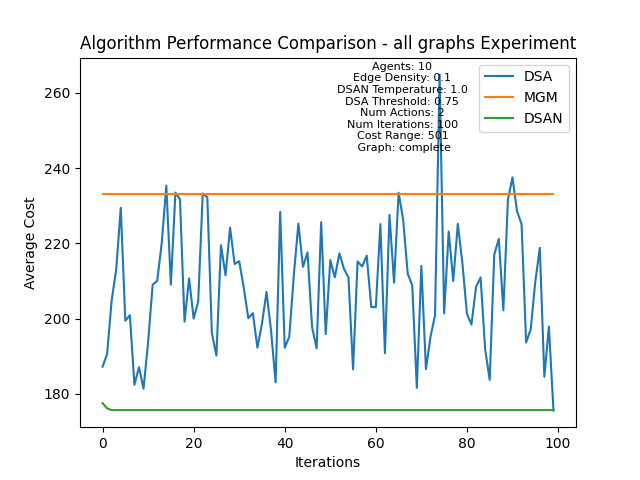 Algorithm Performance Comparison - all graphs Experiment
Agents: 10
Edge Density: 0.1
DSAN Temperature: 1.0
DSA Threshold: 0.75
Num Actions: 2
Num Iterations: 100
Cost Range: 501
Graph: complete
DSA
MGM
DSAN
Average Cost
260
240
220
200
180
0
20
40
60
80
100
Iterations